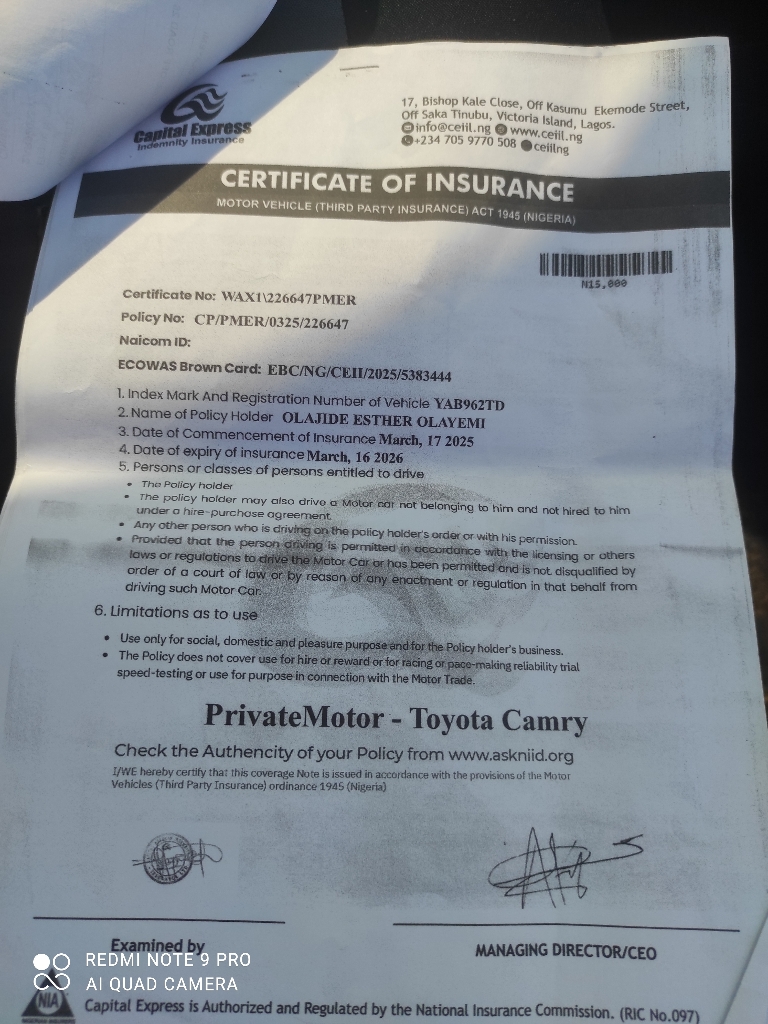 Capital Express
Indemnity Insurance
17, Bishop Kale Close, Off Kasumu Ekemode Street,
Off Saka Tinubu, Victoria Island, Lagos.
info@ceiil.ng www.ceiil.ng
+234 705 9770 508 ceiilng
CERTIFICATE OF INSURANCE
MOTOR VEHICLE (THIRD PARTY INSURANCE) ACT 1945 (NIGERIA)
N15,000
Certificate No: WAX1\226647PMER
Policy No: CP/PMER/0325/226647
Naicom ID:
ECOWAS Brown Card: EBC/NG/CEII/2025/5383444
1. Index Mark And Registration Number of Vehicle YAB962TD
2. Name of Policy Holder OLAJIDE ESTHER OLAYEMI
3. Date of Commencement of Insurance March, 17 2025
4. Date of expiry of insurance March, 16 2026
5. Persons or classes of persons entitled to drive
• The Policy holder
• The policy holder may also drive a Motor car not belonging to him and not hired to him
under a hire-purchase agreement.
• Any other person who is driving on the policy holder's order or with his permission.
• Provided that the person driving is permitted in accordance with the licensing or others
laws or regulations to drive the Motor Car or has been permitted and is not disqualified by
order of a court of law or by reason of any enactment or regulation in that behalf from
driving such Motor Car.
6. Limitations as to use
• Use only for social, domestic and pleasure purpose and for the Policy holder's business.
• The Policy does not cover use for hire or reward or for racing or pace-making reliability trial
speed-testing or use for purpose in connection with the Motor Trade.
PrivateMotor - Toyota Camry
Check the Authencity of your Policy from www.askniid.org
I/WE hereby certify that this coverage Note is issued in accordance with the provisions of the Motor
Vehicles (Third Party Insurance) ordinance 1945 (Nigeria)
Examined by
MANAGING DIRECTOR/CEO
REDMI NOTE 9 PRO
AI QUAD CAMERA
NIA
Capital Express is Authorized and Regulated by the National Insurance Commission. (RIC No.097)